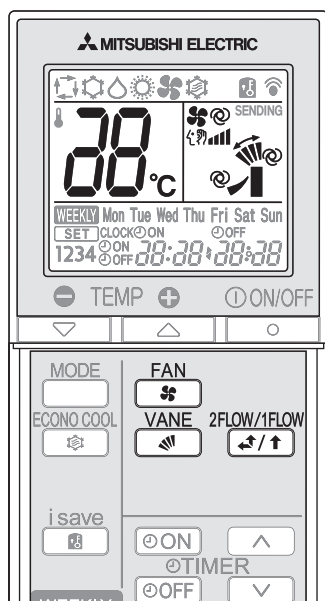 MITSUBISHI ELECTRIC
SENDING
88°C
WEEKLY Mon Tue Wed Thu Fri Sat Sun
SET CLOCK ON OFF
1234 ON OFF 88:88 88:88
TEMP ON/OFF
MODE FAN
ECONO COOL VANE 2FLOW/1FLOW
i save
ON
TIMER
OFF
WEEKLY